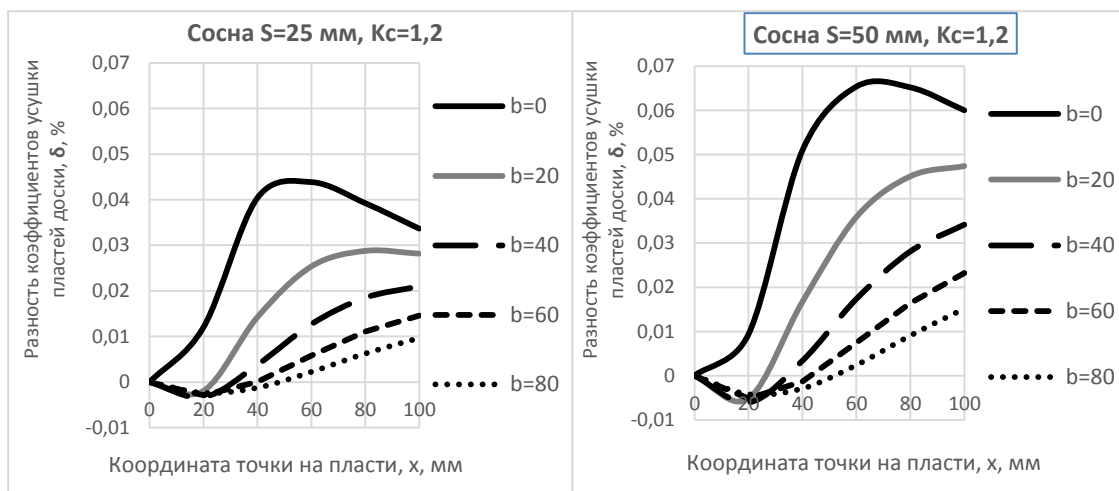 Сосна S=25 мм, Кс=1,2
Разность коэффициентов усушки
пластей доски, δ, %
0,07
0,06
0,05
0,04
0,03
0,02
0,01
0
-0,01
0 20 40 60 80 100
Координата точки на пласти, х, мм
b=0
b=20
b=40
b=60
b=80
Сосна S=50 мм, Кс=1,2
Разность коэффициентов усушки
пластей доски, δ, %
0,07
0,06
0,05
0,04
0,03
0,02
0,01
0
-0,01
0 20 40 60 80 100
Координата точки на пласти, х, мм
b=0
b=20
b=40
b=60
b=80